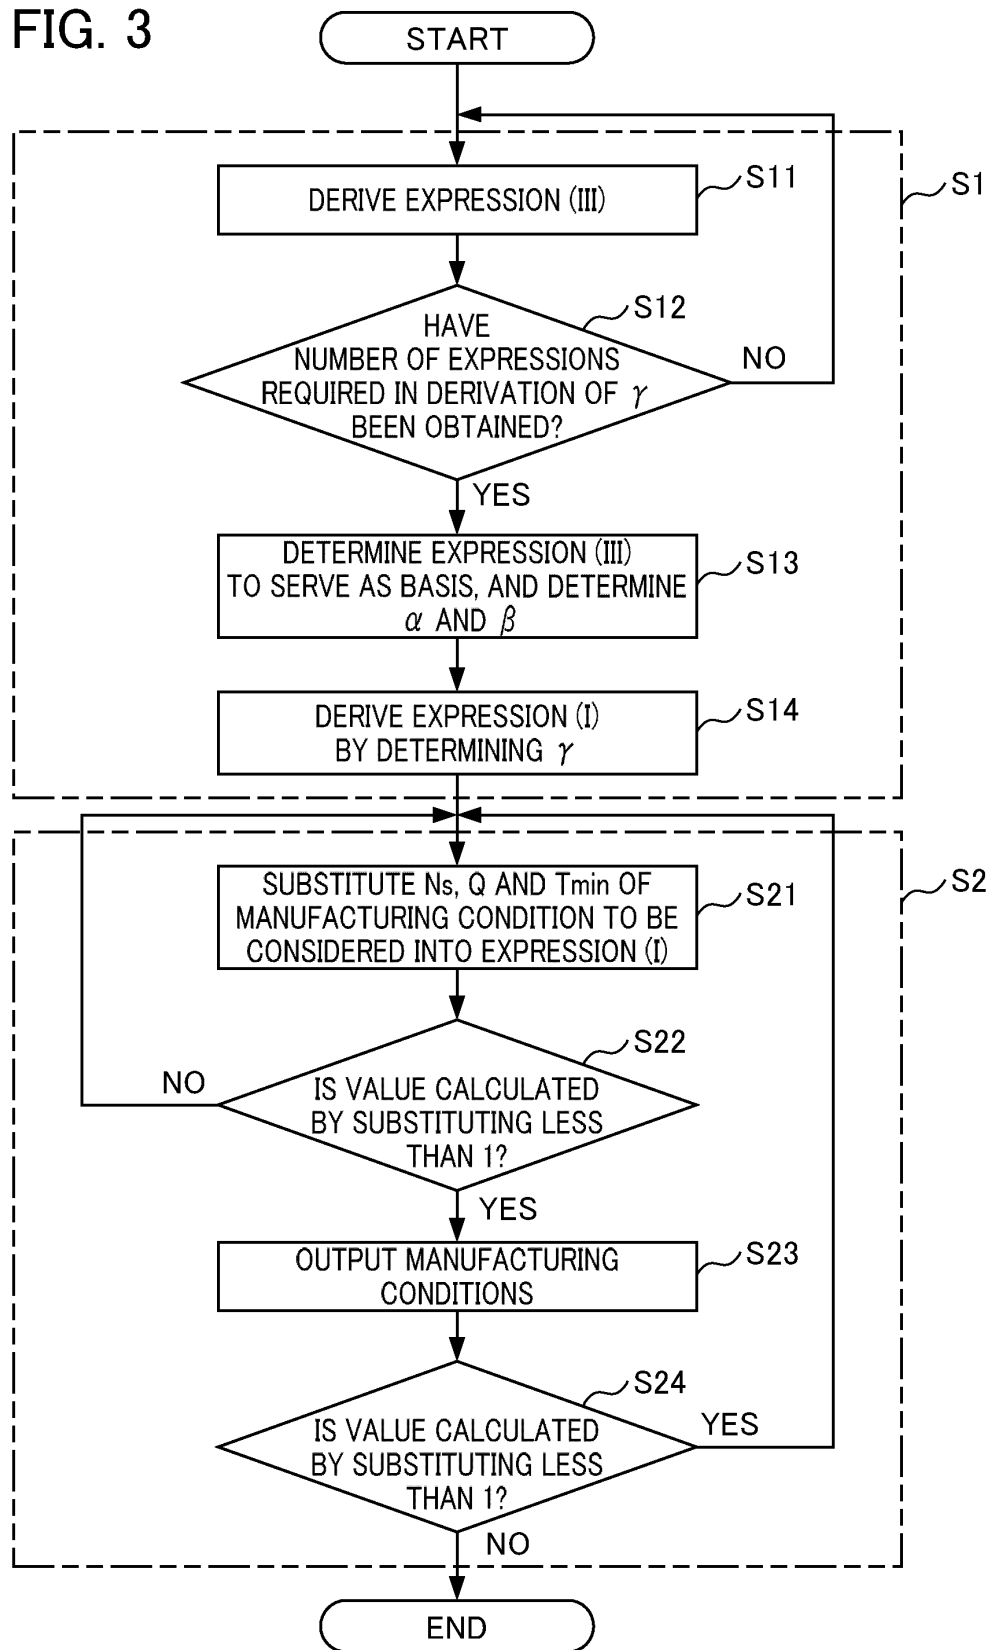 FIG. 3
START
DERIVE EXPRESSION (III)
S11
S1
HAVE
NUMBER OF EXPRESSIONS
REQUIRED IN DERIVATION OF γ
BEEN OBTAINED?
S12
NO
YES
DETERMINE EXPRESSION (III)
TO SERVE AS BASIS, AND DETERMINE
α AND β
S13
DERIVE EXPRESSION (I)
BY DETERMINING γ
S14
SUBSTITUTE Ns, Q AND Tmin OF
MANUFACTURING CONDITION TO BE
CONSIDERED INTO EXPRESSION (I)
S21
S2
IS VALUE CALCULATED
BY SUBSTITUTING LESS
THAN 1?
S22
NO
YES
OUTPUT MANUFACTURING
CONDITIONS
S23
IS VALUE CALCULATED
BY SUBSTITUTING LESS
THAN 1?
S24
YES
NO
END